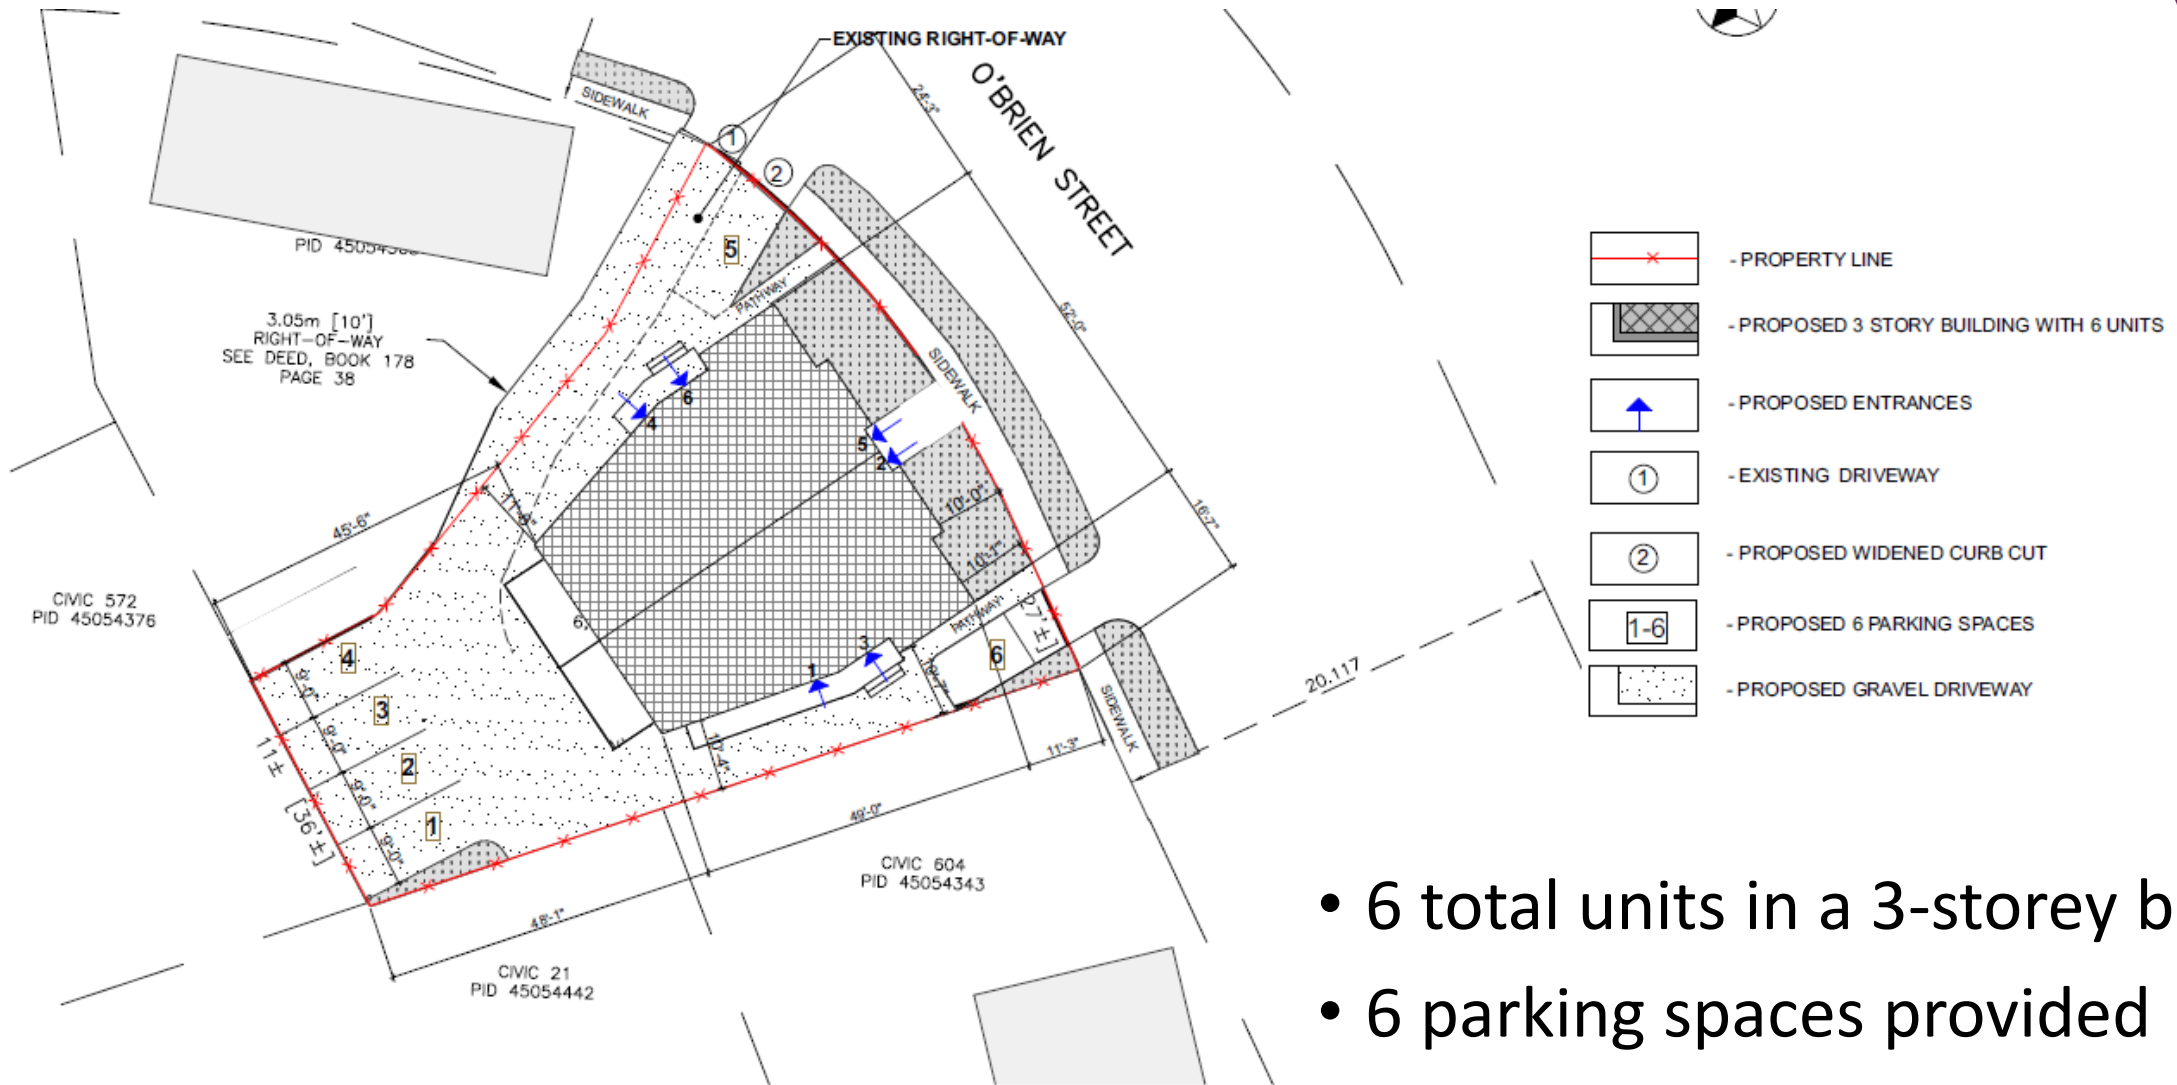 EXISTING RIGHT-OF-WAY
O'BRIEN STREET
SIDEWALK
24'-3"
1
2
5
PATHWAY
52'-0"
3.05m [10']
RIGHT-OF-WAY
SEE DEED, BOOK 178
PAGE 38
SIDEWALK
6
4
5
2
10'-0"
16'-7"
45'-6"
10'-1"
CIVIC 572
PID 45054376
PATHWAY
27'±]
6
3
1
4
9'-0"
3
9'-0"
2
9'-0"
1
9'-0"
11±
[36'±]
10'-4"
11'-3"
SIDEWALK
20.117
49'-0"
48'-1"
CIVIC 604
PID 45054343
CIVIC 21
PID 45054442
- PROPERTY LINE
- PROPOSED 3 STORY BUILDING WITH 6 UNITS
- PROPOSED ENTRANCES
1 - EXISTING DRIVEWAY
2 - PROPOSED WIDENED CURB CUT
1-6 - PROPOSED 6 PARKING SPACES
- PROPOSED GRAVEL DRIVEWAY
• 6 total units in a 3-storey b
• 6 parking spaces provided